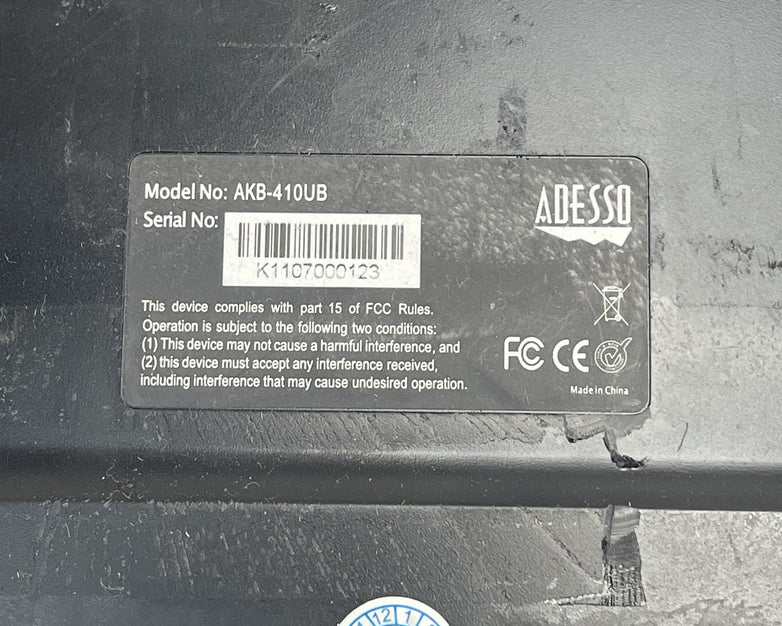 Model No: AKB-410UB
ADESSO
Serial No:
K1107000123
This device complies with part 15 of FCC Rules.
Operation is subject to the following two conditions:
(1) This device may not cause a harmful interference, and
(2) this device must accept any interference received,
including interference that may cause undesired operation.
FC CE
Made in China
12 1